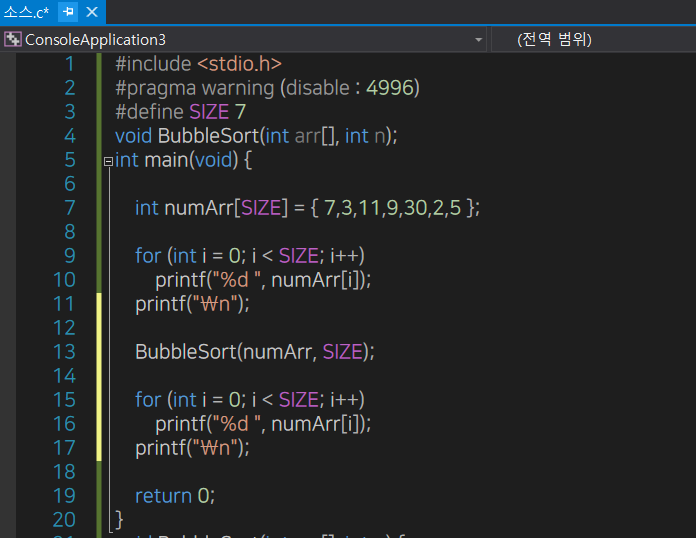 소스.c*
ConsoleApplication3 (전역 범위)
1 #include <stdio.h>
2 #pragma warning (disable : 4996)
3 #define SIZE 7
4 void BubbleSort(int arr[], int n);
5 int main(void) {
6
7 int numArr[SIZE] = { 7,3,11,9,30,2,5 };
8
9 for (int i = 0; i < SIZE; i++)
10 printf("%d ", numArr[i]);
11 printf("₩n");
12
13 BubbleSort(numArr, SIZE);
14
15 for (int i = 0; i < SIZE; i++)
16 printf("%d ", numArr[i]);
17 printf("₩n");
18
19 return 0;
20 }